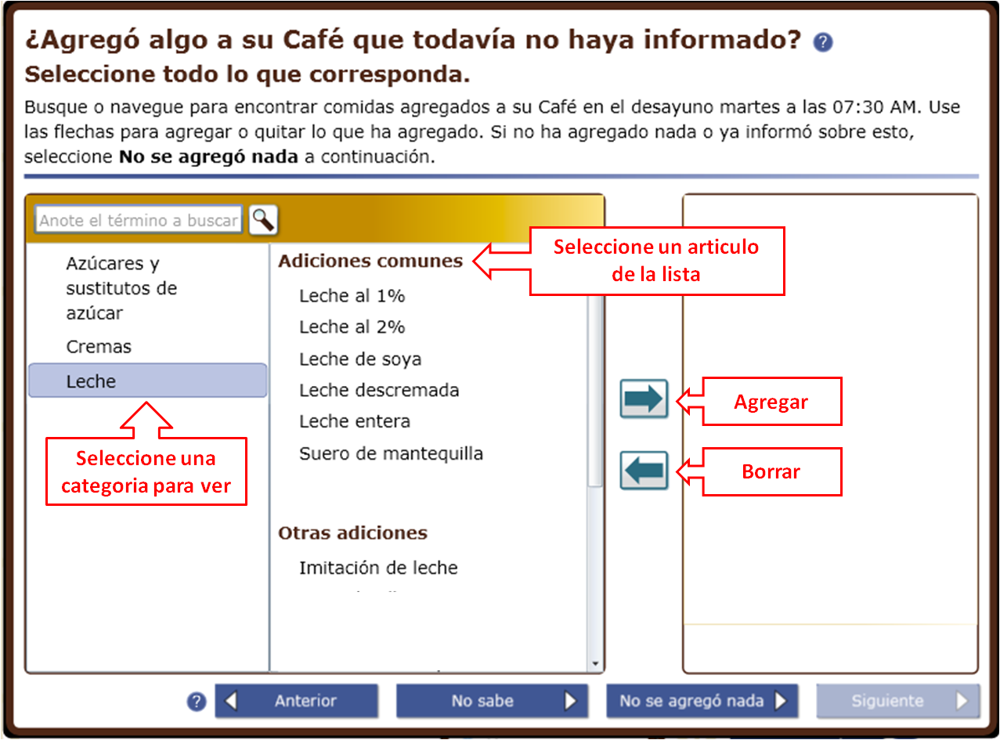 ¿Agregó algo a su Café que todavía no haya informado? ?
Seleccione todo lo que corresponda.
Busque o navegue para encontrar comidas agregados a su Café en el desayuno martes a las 07:30 AM. Use
las flechas para agregar o quitar lo que ha agregado. Si no ha agregado nada o ya informó sobre esto,
seleccione No se agregó nada a continuación.
Anote el término a buscar
Azúcares y
sustitutos de
azúcar
Cremas
Leche
Seleccione una
categoria para ver
Adiciones comunes
Seleccione un articulo
de la lista
Leche al 1%
Leche al 2%
Leche de soya
Leche descremada
Leche entera
Suero de mantequilla
Otras adiciones
Imitación de leche
Agregar
Borrar
?
Anterior
No sabe
No se agregó nada
Siguiente